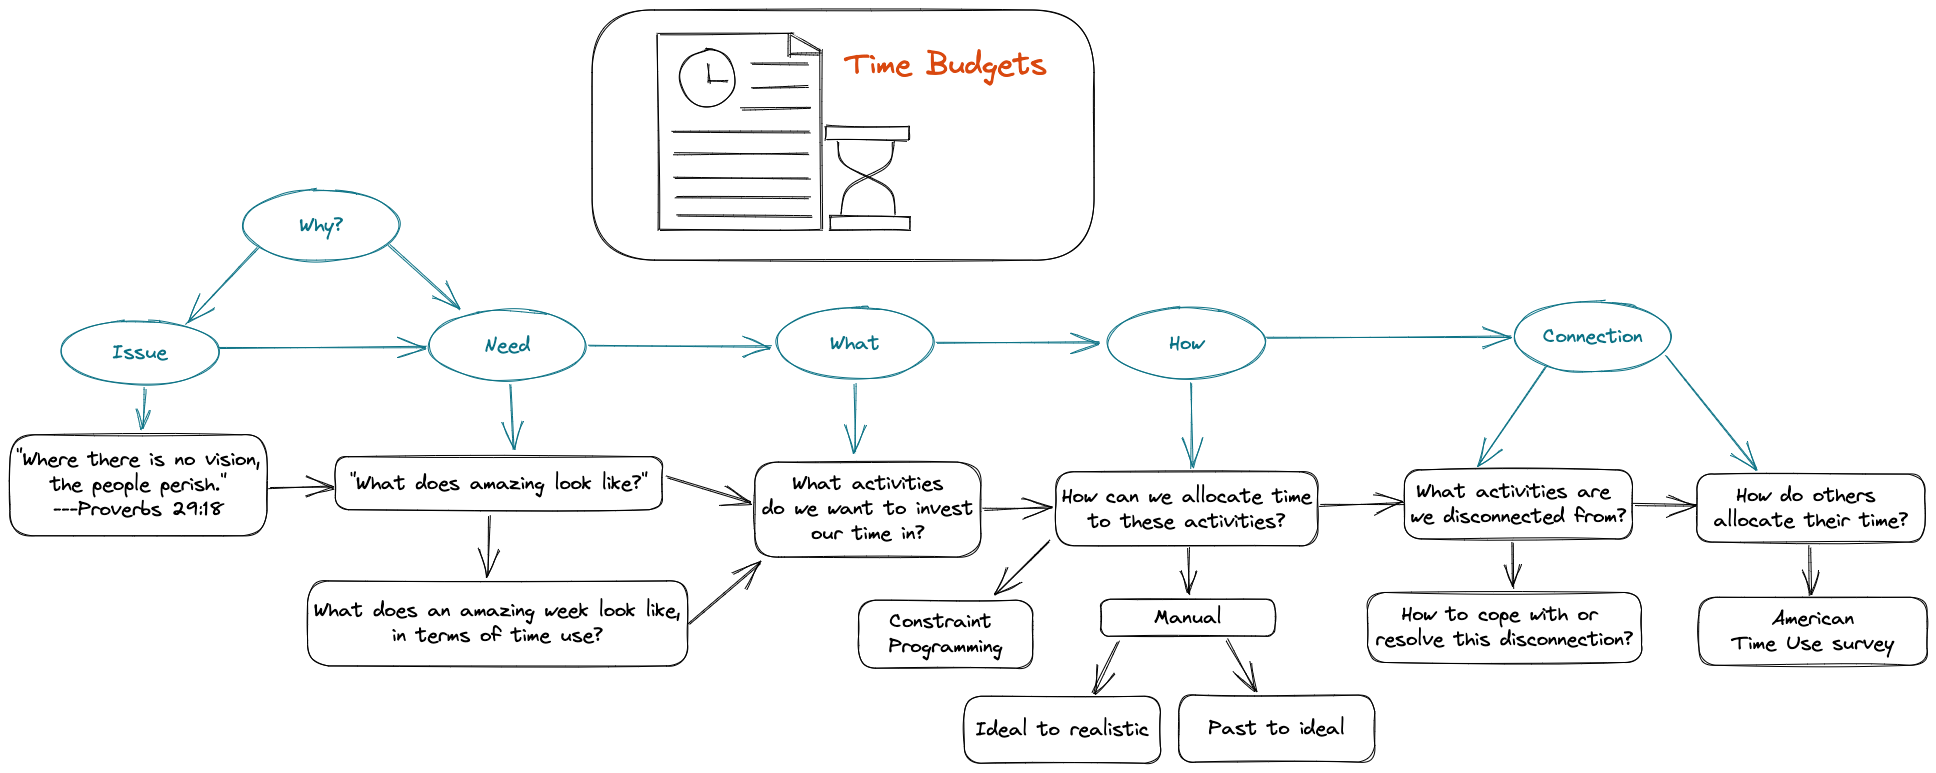 Time Budgets
Why?
Issue
Need
What
How
Connection
"Where there is no vision,
the people perish."
---Proverbs 29:18
"What does amazing look like?"
What does an amazing week look like,
in terms of time use?
What activities
do we want to invest
our time in?
How can we allocate time
to these activities?
Constraint
Programming
Manual
Ideal to realistic
Past to ideal
What activities are
we disconnected from?
How to cope with or
resolve this disconnection?
How do others
allocate their time?
American
Time Use survey